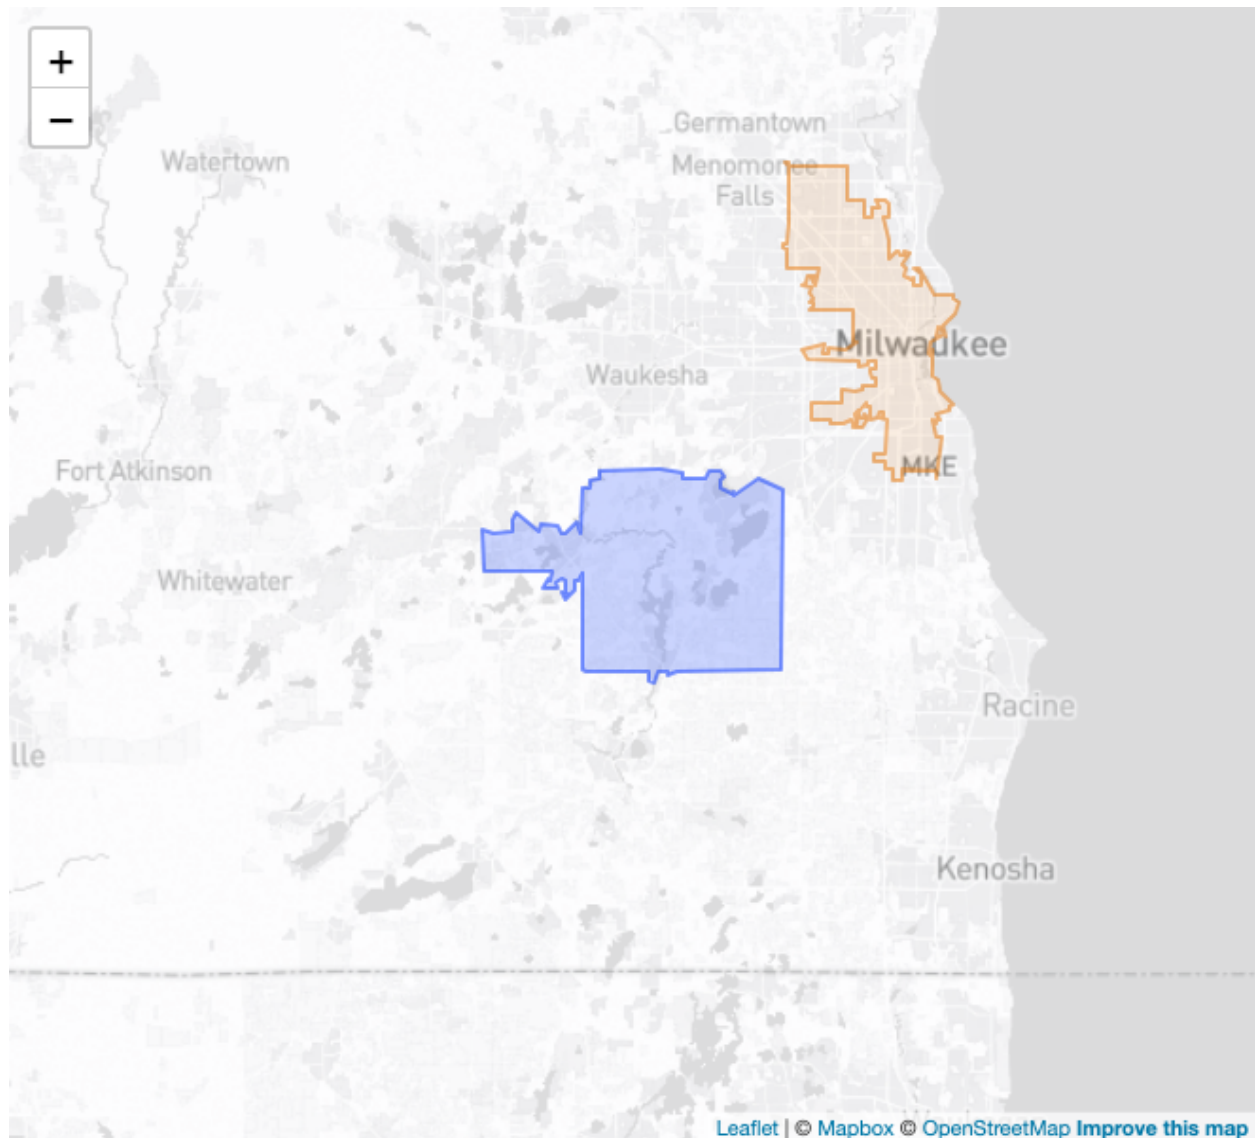 +
−
Germantown
Watertown
Menomonee
Falls
Milwaukee
Waukesha
MKE
Fort Atkinson
Whitewater
Racine
lle
Kenosha
Leaflet | © Mapbox © OpenStreetMap Improve this map